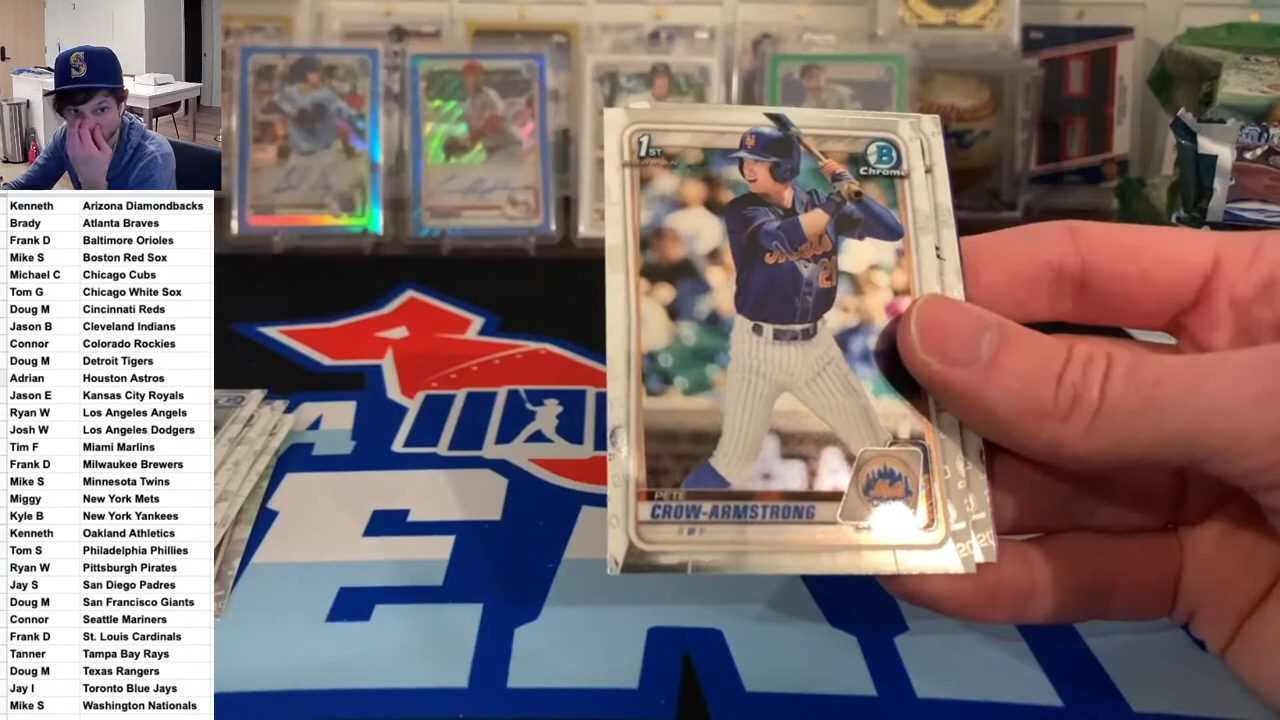 S
Kenneth Arizona Diamondbacks
Brady Atlanta Braves
Frank D Baltimore Orioles
Mike S Boston Red Sox
Michael C Chicago Cubs
Tom G Chicago White Sox
Doug M Cincinnati Reds
Jason B Cleveland Indians
Connor Colorado Rockies
Doug M Detroit Tigers
Adrian Houston Astros
Jason E Kansas City Royals
Ryan W Los Angeles Angels
Josh W Los Angeles Dodgers
Tim F Miami Marlins
Frank D Milwaukee Brewers
Mike S Minnesota Twins
Miggy New York Mets
Kyle B New York Yankees
Kenneth Oakland Athletics
Tom S Philadelphia Phillies
Ryan W Pittsburgh Pirates
Jay S San Diego Padres
Doug M San Francisco Giants
Connor Seattle Mariners
Frank D St. Louis Cardinals
Tanner Tampa Bay Rays
Doug M Texas Rangers
Jay I Toronto Blue Jays
Mike S Washington Nationals
1ST
B
Chrome
Mets
PETE
CROW-ARMSTRONG